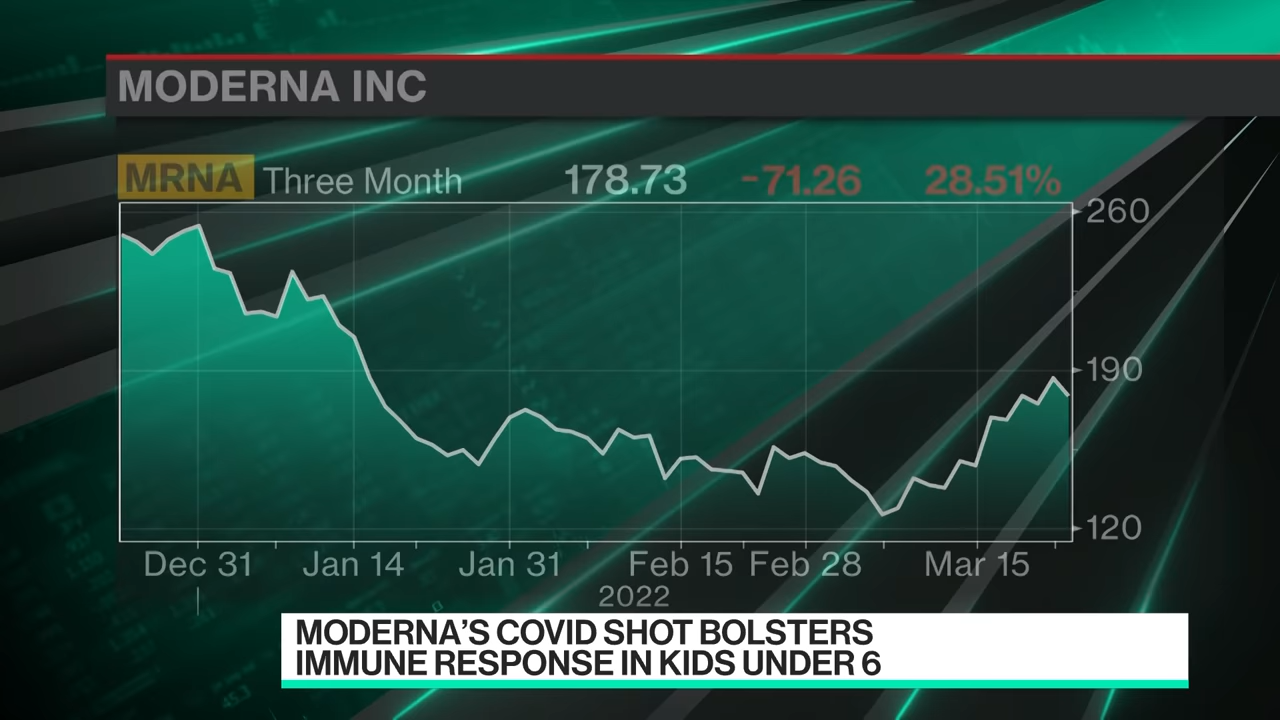 MODERNA INC
MRNA Three Month 178.73 -71.26 28.51%
260
190
120
Dec 31 Jan 14 Jan 31 Feb 15 Feb 28 Mar 15
2022
MODERNA'S COVID SHOT BOLSTERS
IMMUNE RESPONSE IN KIDS UNDER 6